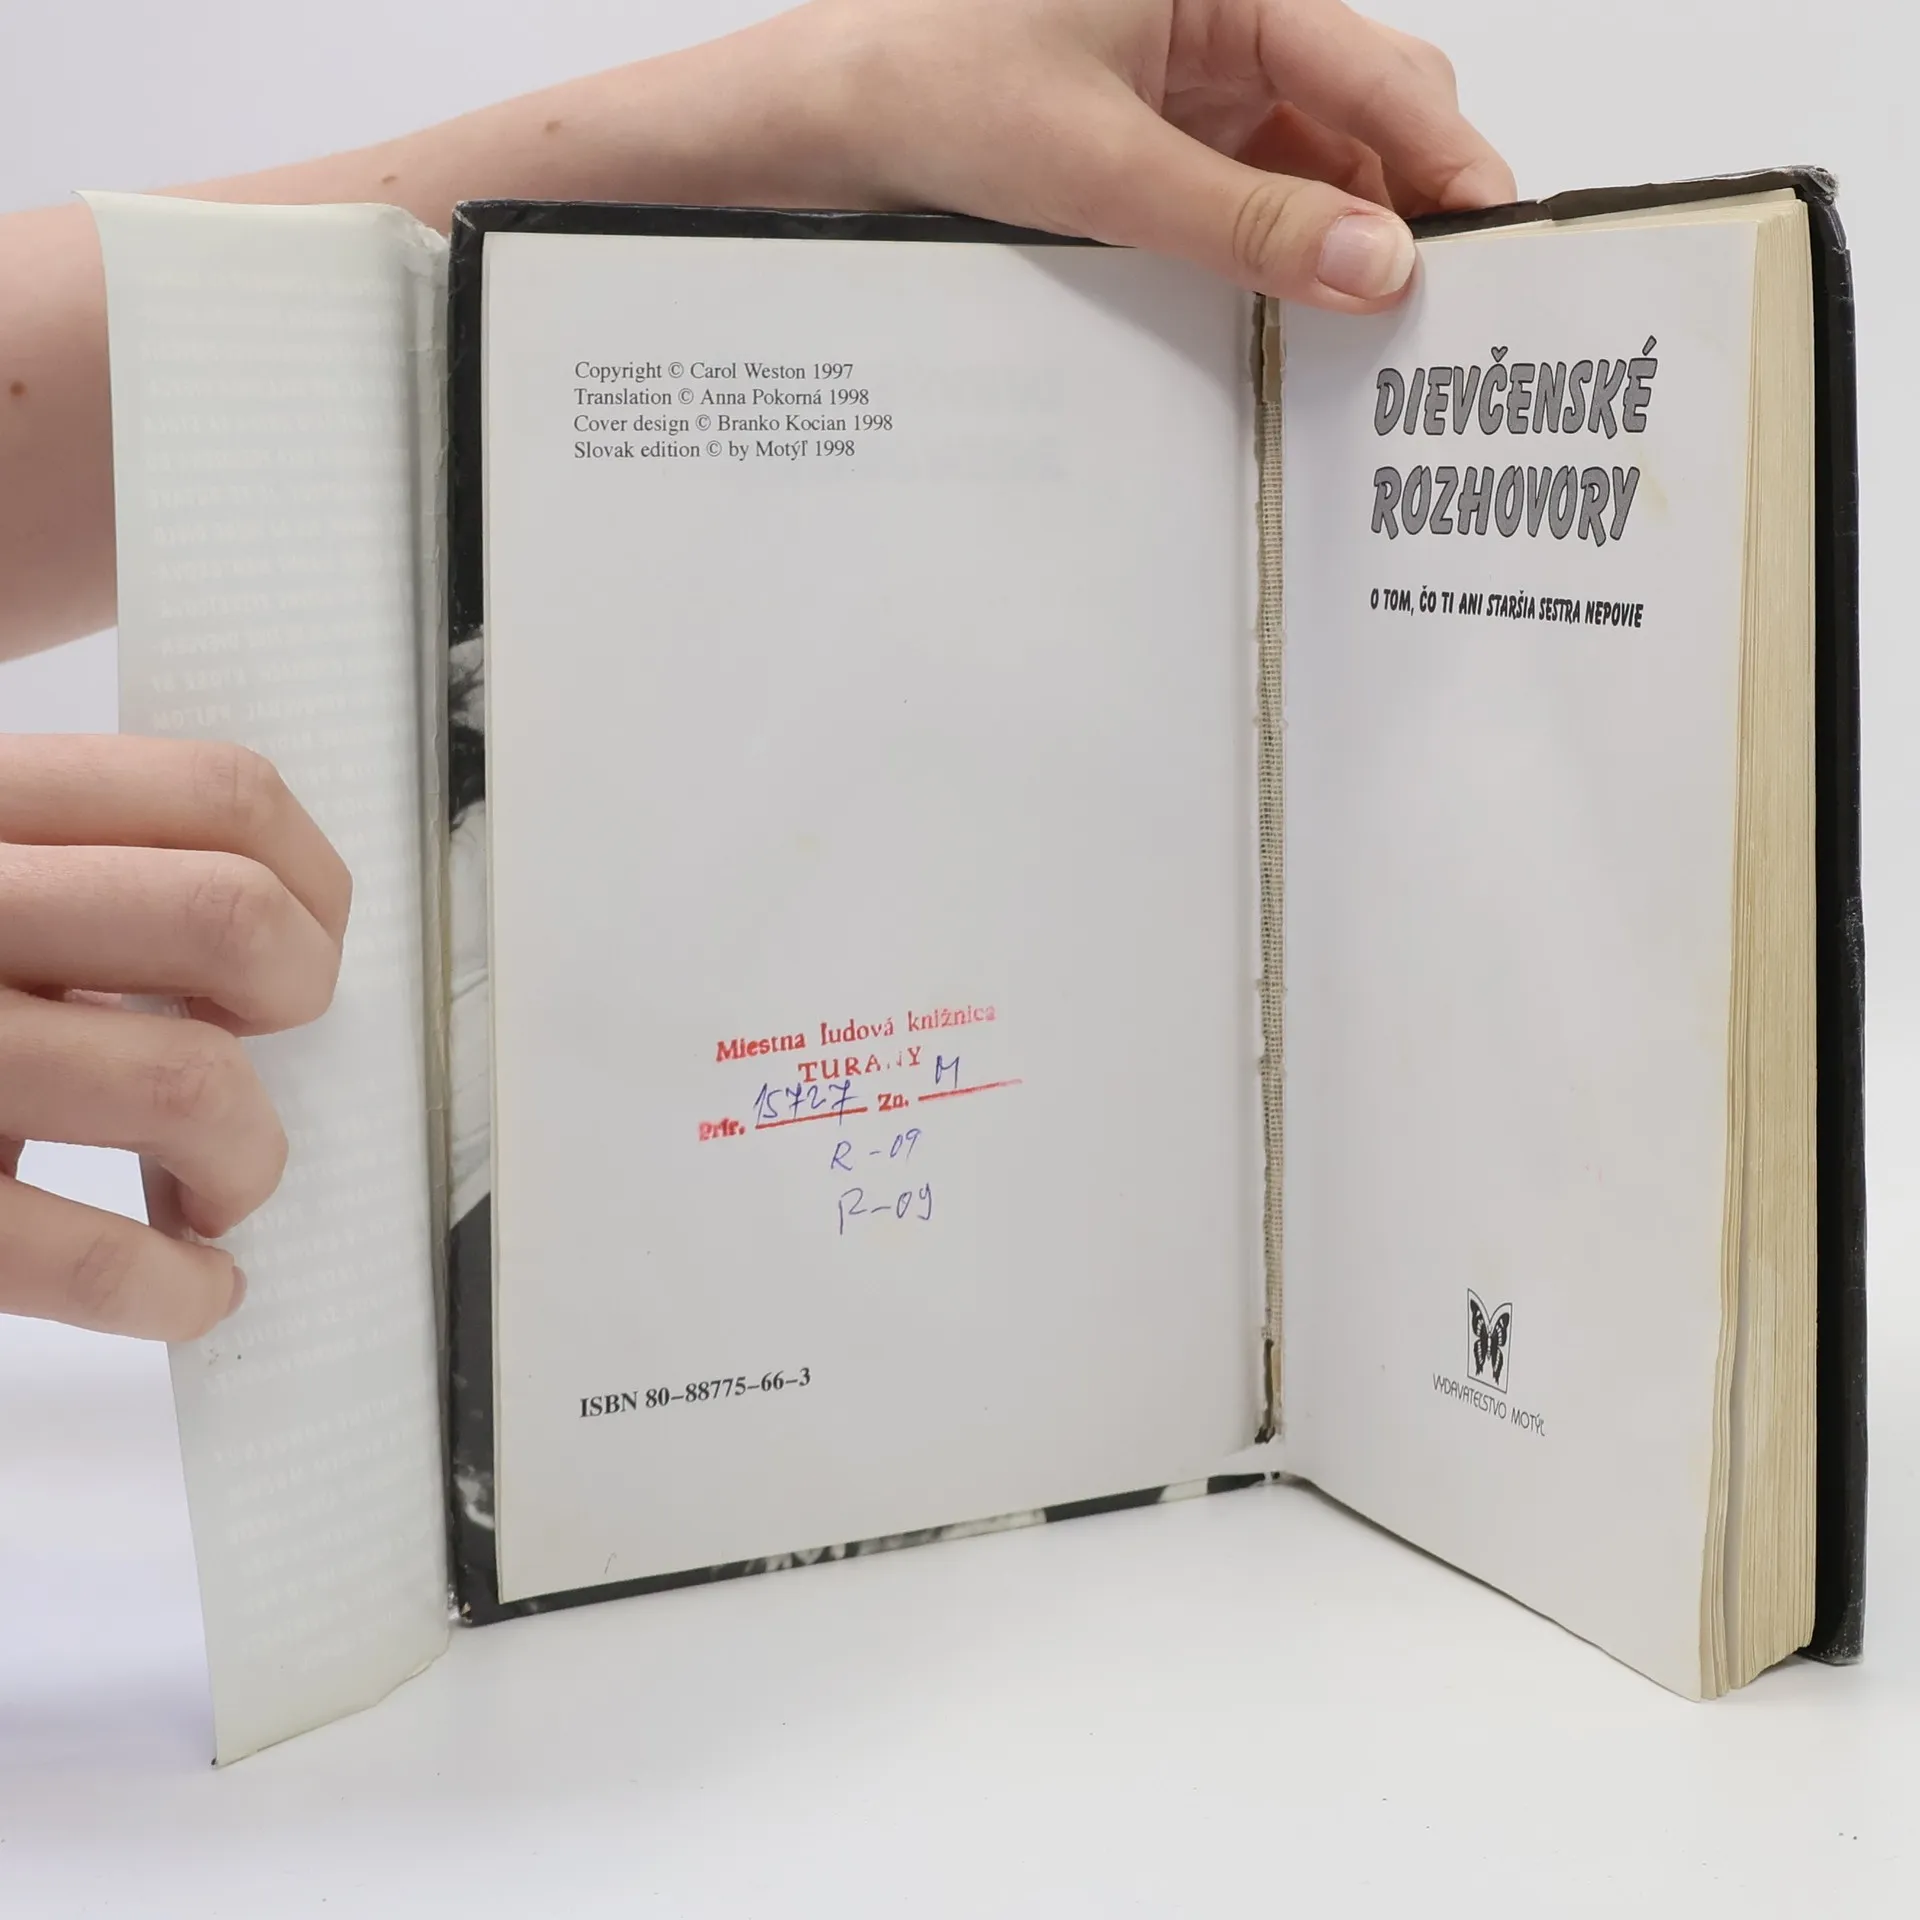 Copyright © Carol Weston 1997
Translation © Anna Pokorná 1998
Cover design © Branko Kocian 1998
Slovak edition © by Motýľ 1998
Miestna ľudová knižnica
TURANY
Prír. 15727 Zn. M
R - 09
R - 09
ISBN 80–88775–66–3
DIEVČENSKÉ
ROZHOVORY
O TOM, ČO TI ANI STARŠIA SESTRA NEPOVIE
VYDAVATEĽSTVO MOTÝĽ